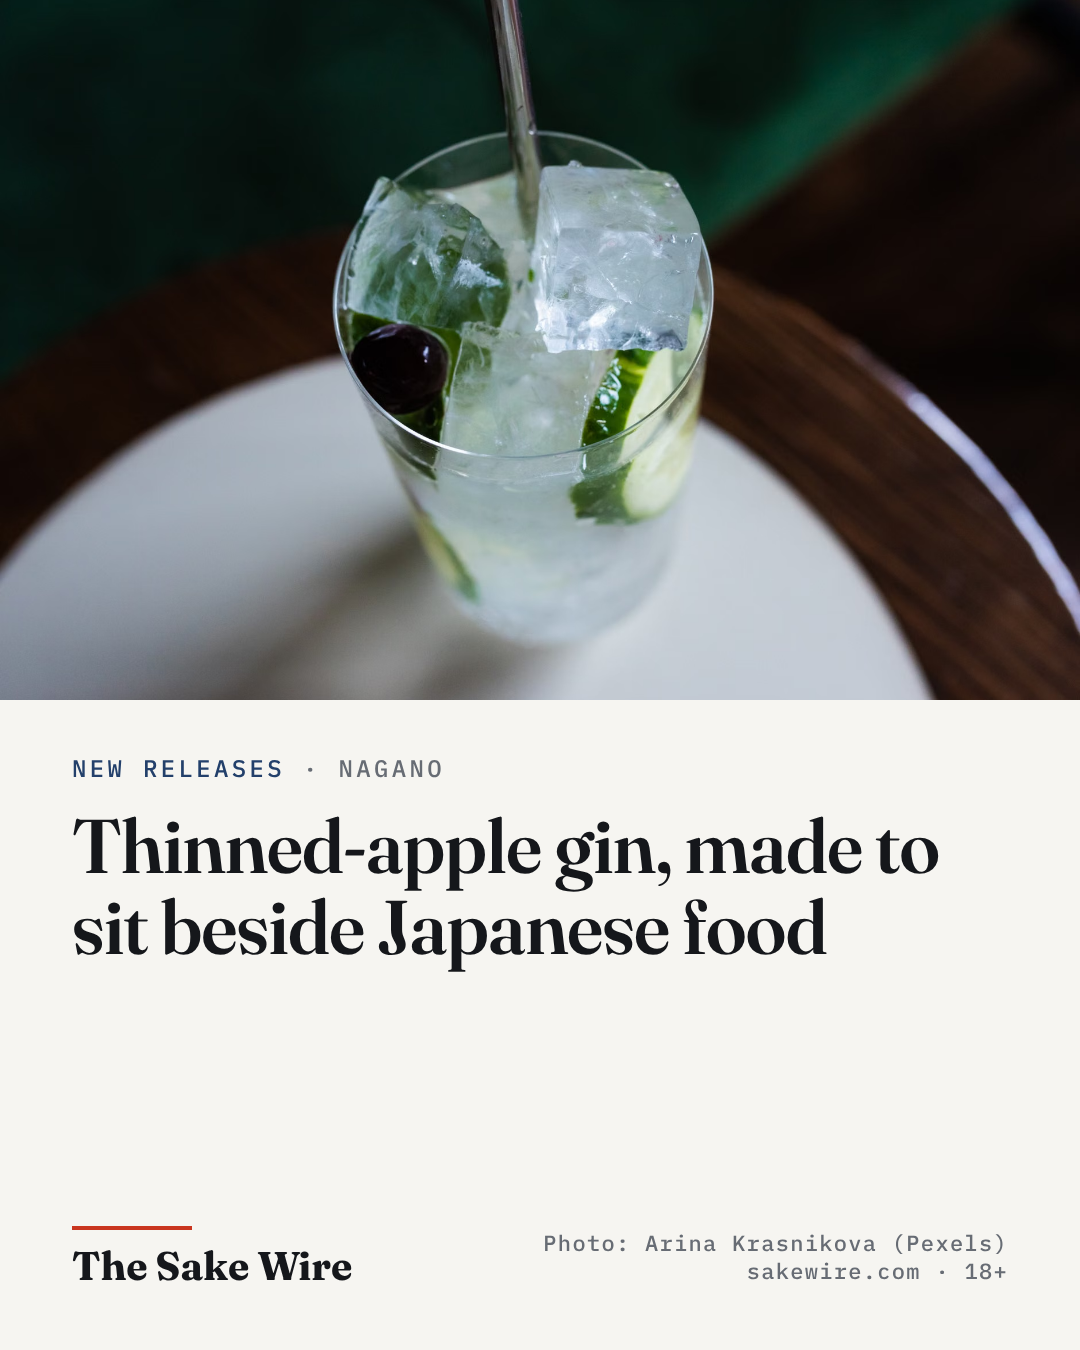 NEW RELEASES · NAGANO
Thinned-apple gin, made to
sit beside Japanese food
The Sake Wire
Photo: Arina Krasnikova (Pexels)
sakewire.com · 18+